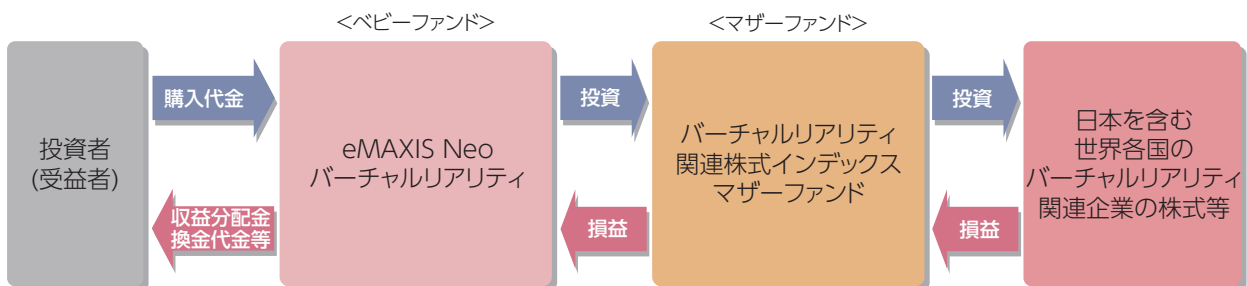 <ベビーファンド>
<マザーファンド>
投資者
(受益者)
購入代金
収益分配金
換金代金等
eMAXIS Neo
バーチャルリアリティ
投資
損益
バーチャルリアリティ
関連株式インデックス
マザーファンド
投資
損益
日本を含む
世界各国の
バーチャルリアリティ
関連企業の株式等